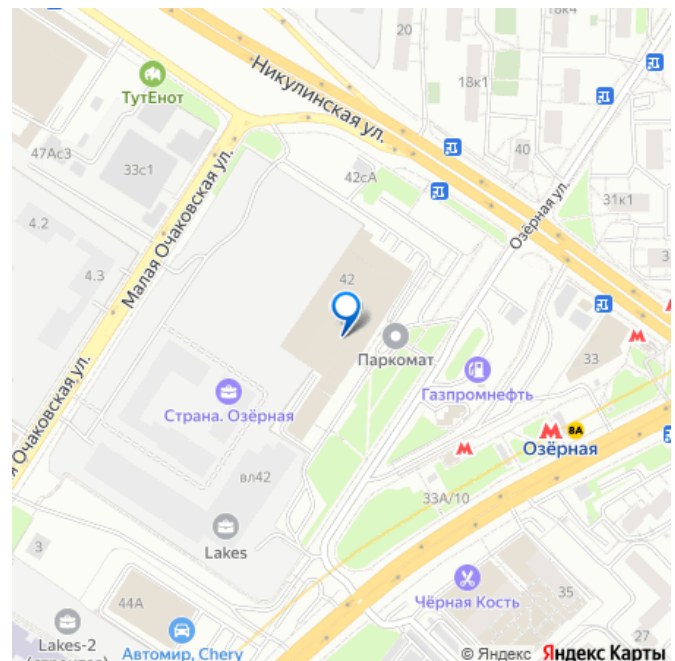 18к4
20
ТутЕнот
Никулинская ул.
18к1
47Ас3
33с1
40
42сА
31к1
Озёрная ул.
4.2
Малая Очаковская ул.
4.3
42
Паркомат
33
Газпромнефть
Страна. Озёрная
8А
Озёрная
я Очаковская ул.
вл42
33А/10
Lakes
3
Чёрная Кость
35
44А
27
Lakes-2
Автомир, Chery
© Яндекс Яндекс Карты